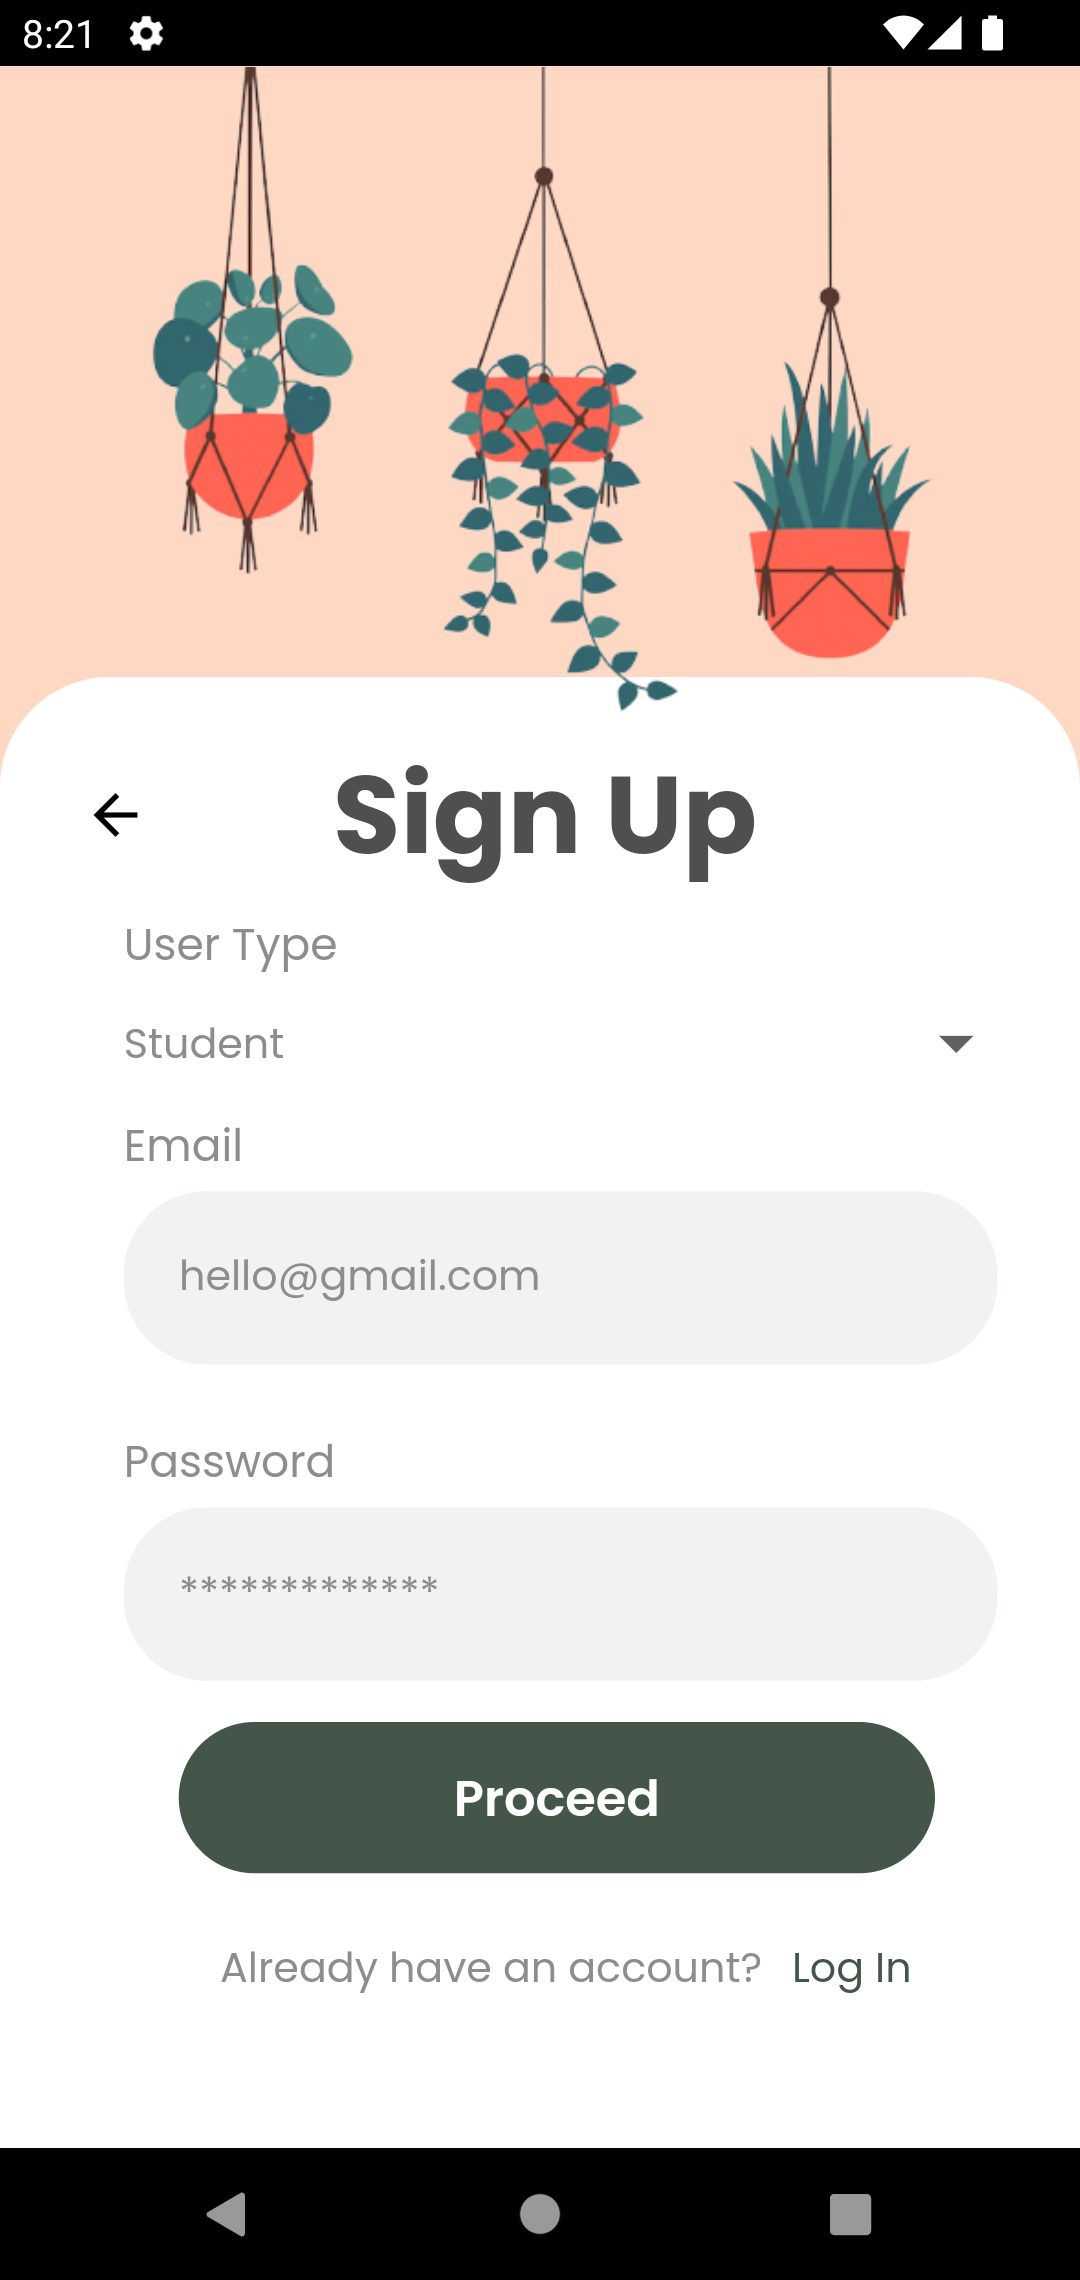 8:21
Sign Up
User Type
Student
Email
hello@gmail.com
Password
*************
Proceed
Already have an account? Log In